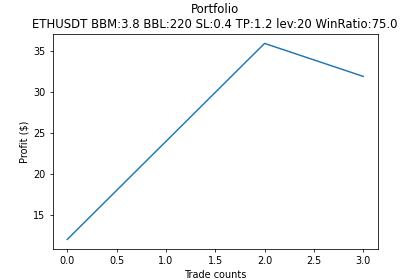 Portfolio
ETHUSDT BBM:3.8 BBL:220 SL:0.4 TP:1.2 lev:20 WinRatio:75.0
35
30
25
20
15
Profit ($)
0.0 0.5 1.0 1.5 2.0 2.5 3.0
Trade counts